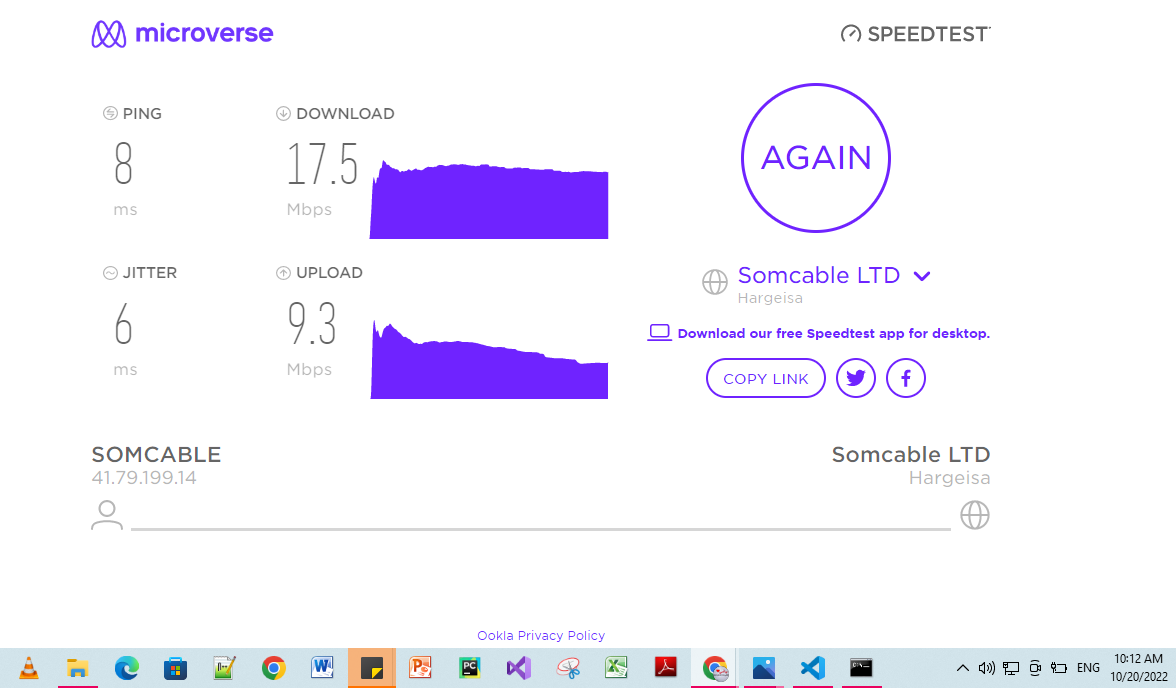 microverse
SPEEDTEST
PING
8
ms
DOWNLOAD
17.5
Mbps
AGAIN
JITTER
6
ms
UPLOAD
9.3
Mbps
Somcable LTD
Hargeisa
Download our free Speedtest app for desktop.
COPY LINK
SOMCABLE
41.79.199.14
Somcable LTD
Hargeisa
Ookla Privacy Policy
ENG
10:12 AM
10/20/2022